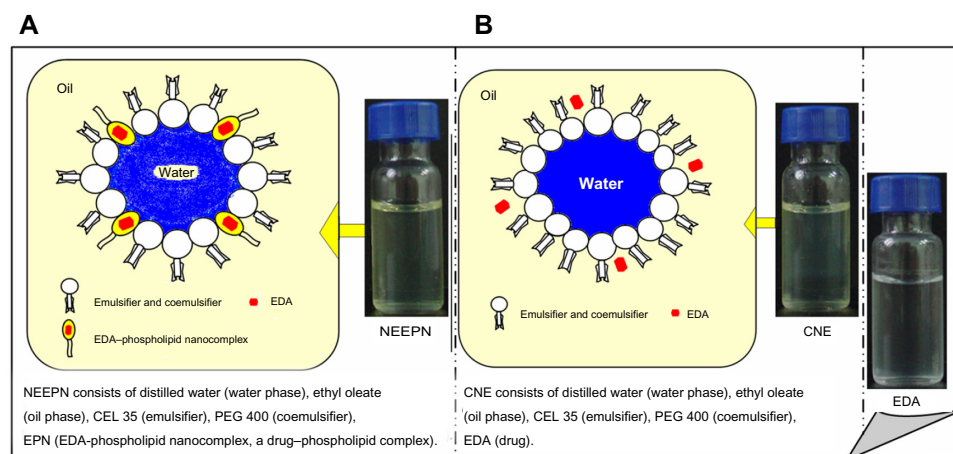 A
B
Oil
Water
Emulsifier and coemulsifier
EDA
EDA–phospholipid nanocomplex
NEEPN
NEEPN consists of distilled water (water phase), ethyl oleate
(oil phase), CEL 35 (emulsifier), PEG 400 (coemulsifier),
EPN (EDA-phospholipid nanocomplex, a drug–phospholipid complex).
Oil
Water
Emulsifier and coemulsifier
EDA
CNE
CNE consists of distilled water (water phase), ethyl oleate
(oil phase), CEL 35 (emulsifier), PEG 400 (coemulsifier),
EDA (drug).
EDA